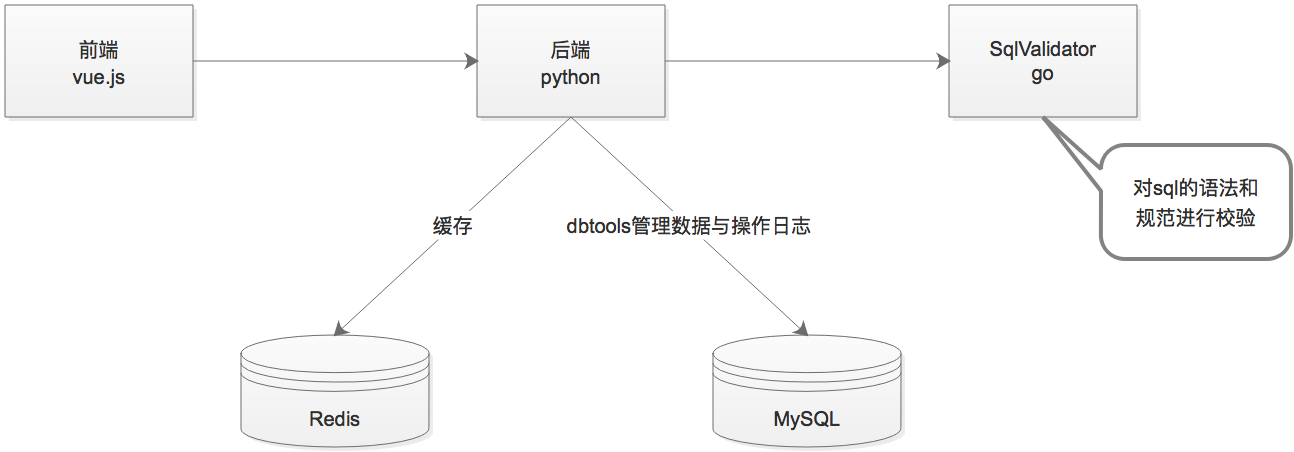 前端
vue.js
后端
python
SqlValidator
go
对sql的语法和
规范进行校验
缓存
dbtools管理数据与操作日志
Redis
MySQL